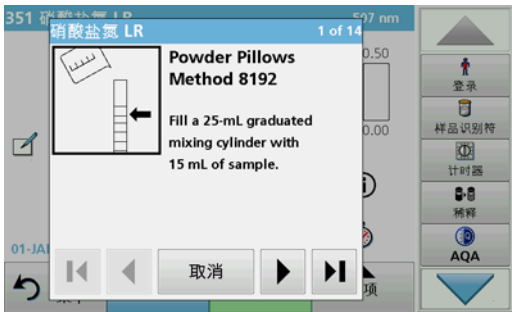 351 硝酸盐氮 LR
507 nm
硝酸盐氮 LR
1 of 14
Powder Pillows
Method 8192
Fill a 25-mL graduated
mixing cylinder with
15 mL of sample.
取消
0.50
0.00
01-JA
项
登录
样品识别符
计时器
稀释
AQA